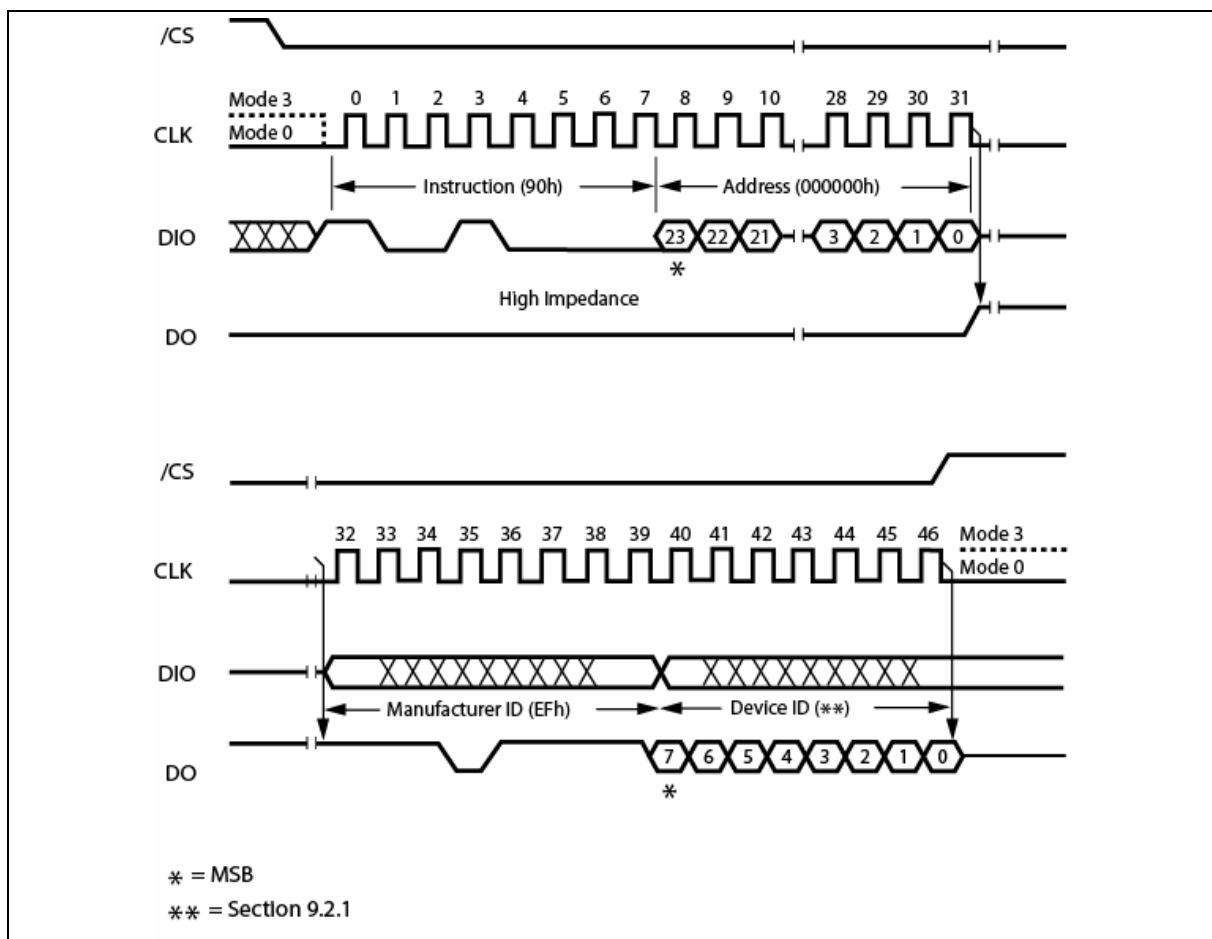 /CS
Mode 3
0 1 2 3 4 5 6 7 8 9 10 28 29 30 31
CLK
Mode 0
Instruction (90h)
Address (000000h)
DIO
23 22 21 3 2 1 0
*
High Impedance
DO
/CS
32 33 34 35 36 37 38 39 40 41 42 43 44 45 46
Mode 3
CLK
Mode 0
DIO
Manufacturer ID (EFh)
Device ID (**)
DO
7 6 5 4 3 2 1 0
*
* = MSB
** = Section 9.2.1